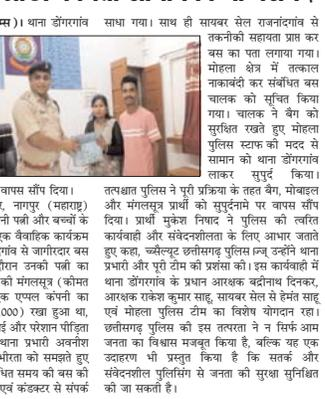 म्स)। थाना डोंगरगांव
वापस सौंप दिया।
र, नागपुर (महाराष्ट्र)
नी पत्नी और बच्चों के
एक वैवाहिक कार्यक्रम
गांव से जागीरदार बस
दौरान उनकी पत्नी का
की मंगलसूत्र (कीमत
एक एप्पल कंपनी का
000) रखा हुआ था,
ई और परेशान पीड़िता
थाना प्रभारी अवनीश
भीरता को समझते हुए
धित समय की बस की
एवं कंडक्टर से संपर्क
साधा गया। साथ ही सायबर सेल राजनांदगांव से
तकनीकी सहायता प्राप्त कर
बस का पता लगाया गया।
मोहला क्षेत्र में तत्काल
नाकाबंदी कर संबंधित बस
चालक को सूचित किया
गया। चालक ने बैग को
सुरक्षित रखते हुए मोहला
पुलिस स्टाफ की मदद से
सामान को थाना डोंगरगांव
लाकर सुपुर्द किया।
तत्पश्चात पुलिस ने पूरी प्रक्रिया के तहत बैग, मोबाइल
और मंगलसूत्र प्रार्थी को सुपुर्दनामे पर वापस सौंप
दिया। प्रार्थी मुकेश निषाद ने पुलिस की त्वरित
कार्यवाही और संवेदनशीलता के लिए आभार जताते
हुए कहा, छत्तीसगढ़ पुलिस उन्होंने थाना
प्रभारी और पूरी टीम की प्रशंसा की। इस कार्यवाही में
थाना डोंगरगांव के प्रधान आरक्षक बद्रीनाथ दिनकर,
आरक्षक राकेश कुमार साहू, सायबर सेल से हेमंत साहू
एवं मोहला पुलिस टीम का विशेष योगदान रहा।
छत्तीसगढ़ पुलिस की इस तत्परता ने न सिर्फ आम
जनता का विश्वास मजबूत किया है, बल्कि यह एक
उदाहरण भी प्रस्तुत किया है कि सतर्क और
संवेदनशील पुलिसिंग से जनता की सुरक्षा सुनिश्चित
की जा सकती है।